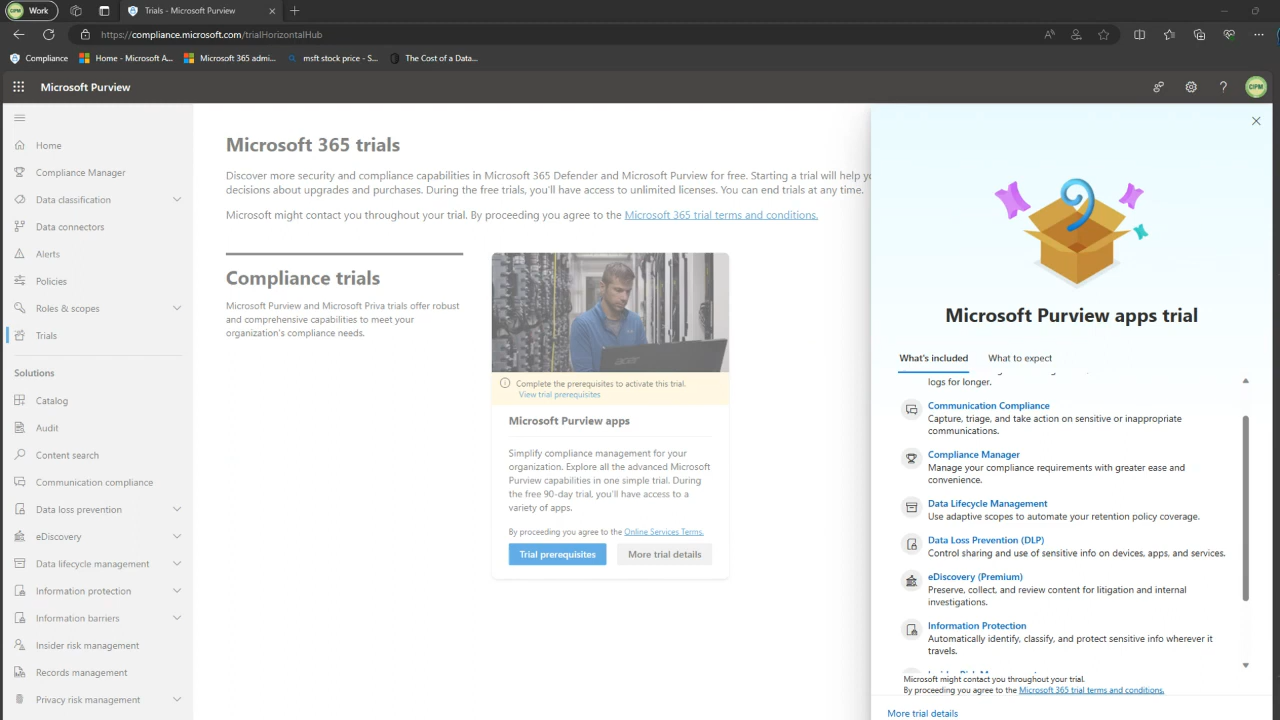 CIPM Work
Trials - Microsoft Purview
https://compliance.microsoft.com/trialHorizontalHub
Compliance
Home - Microsoft A...
Microsoft 365 admi...
msft stock price - S...
The Cost of a Data...
Microsoft Purview
CIPM
Home
Compliance Manager
Data classification
Data connectors
Alerts
Policies
Roles & scopes
Trials
Solutions
Catalog
Audit
Content search
Communication compliance
Data loss prevention
eDiscovery
Data lifecycle management
Information protection
Information barriers
Insider risk management
Records management
Privacy risk management
Microsoft 365 trials
Discover more security and compliance capabilities in Microsoft 365 Defender and Microsoft Purview for free. Starting a trial will help
decisions about upgrades and purchases. During the free trials, you'll have access to unlimited licenses. You can end trials at any time.
Microsoft might contact you throughout your trial. By proceeding you agree to the Microsoft 365 trial terms and conditions.
Compliance trials
Microsoft Purview and Microsoft Priva trials offer robust
and comprehensive capabilities to meet your
organization's compliance needs.
acer
Complete the prerequisites to activate this trial.
View trial prerequisites
Microsoft Purview apps
Simplify compliance management for your
organization. Explore all the advanced Microsoft
Purview capabilities in one simple trial. During
the free 90-day trial, you'll have access to a
variety of apps.
By proceeding you agree to the Online Services Terms.
Trial prerequisites
More trial details
Microsoft Purview apps trial
What's included
What to expect
logs for longer.
Communication Compliance
Capture, triage, and take action on sensitive or inappropriate
communications.
Compliance Manager
Manage your compliance requirements with greater ease and
convenience.
Data Lifecycle Management
Use adaptive scopes to automate your retention policy coverage.
Data Loss Prevention (DLP)
Control sharing and use of sensitive info on devices, apps, and services.
eDiscovery (Premium)
Preserve, collect, and review content for litigation and internal
investigations.
Information Protection
Automatically identify, classify, and protect sensitive info wherever it
travels.
Microsoft might contact you throughout your trial.
By proceeding you agree to the Microsoft 365 trial terms and conditions.
More trial details